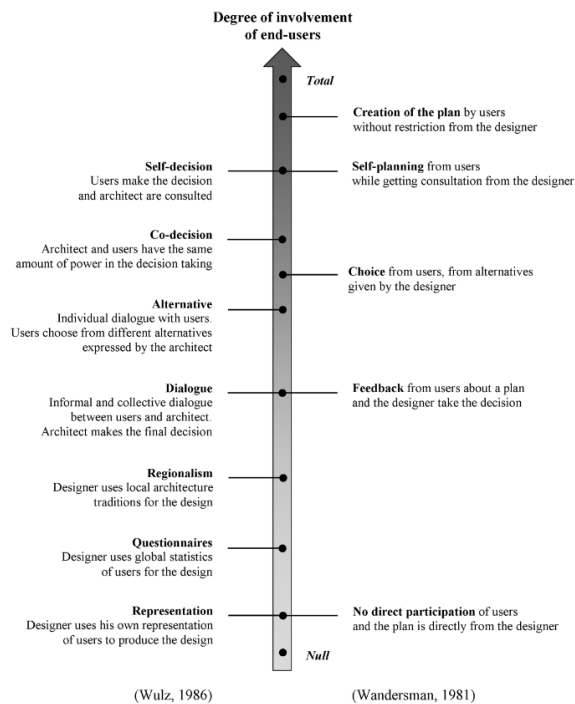 Degree of involvement
of end-users
Total
Creation of the plan by users
without restriction from the designer
Self-decision
Users make the decision
and architect are consulted
Self-planning from users
while getting consultation from the designer
Co-decision
Architect and users have the same
amount of power in the decision taking
Choice from users, from alternatives
given by the designer
Alternative
Individual dialogue with users.
Users choose from different alternatives
expressed by the architect
Dialogue
Informal and collective dialogue
between users and architect.
Architect makes the final decision
Feedback from users about a plan
and the designer take the decision
Regionalism
Designer uses local architecture
traditions for the design
Questionnaires
Designer uses global statistics
of users for the design
Representation
Designer uses his own representation
of users to produce the design
No direct participation of users
and the plan is directly from the designer
Null
(Wulz, 1986)
(Wandersman, 1981)